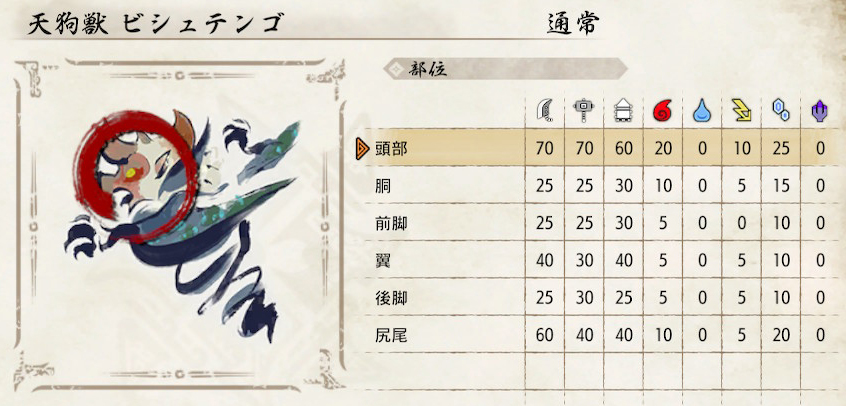 天狗獣 ビシュテンゴ 通常
部位
頭部 70 70 60 20 0 10 25 0
胴 25 25 30 10 0 5 15 0
前脚 25 25 30 5 0 0 10 0
翼 40 30 40 5 0 5 10 0
後脚 25 30 25 5 0 5 10 0
尻尾 60 40 40 10 0 5 20 0